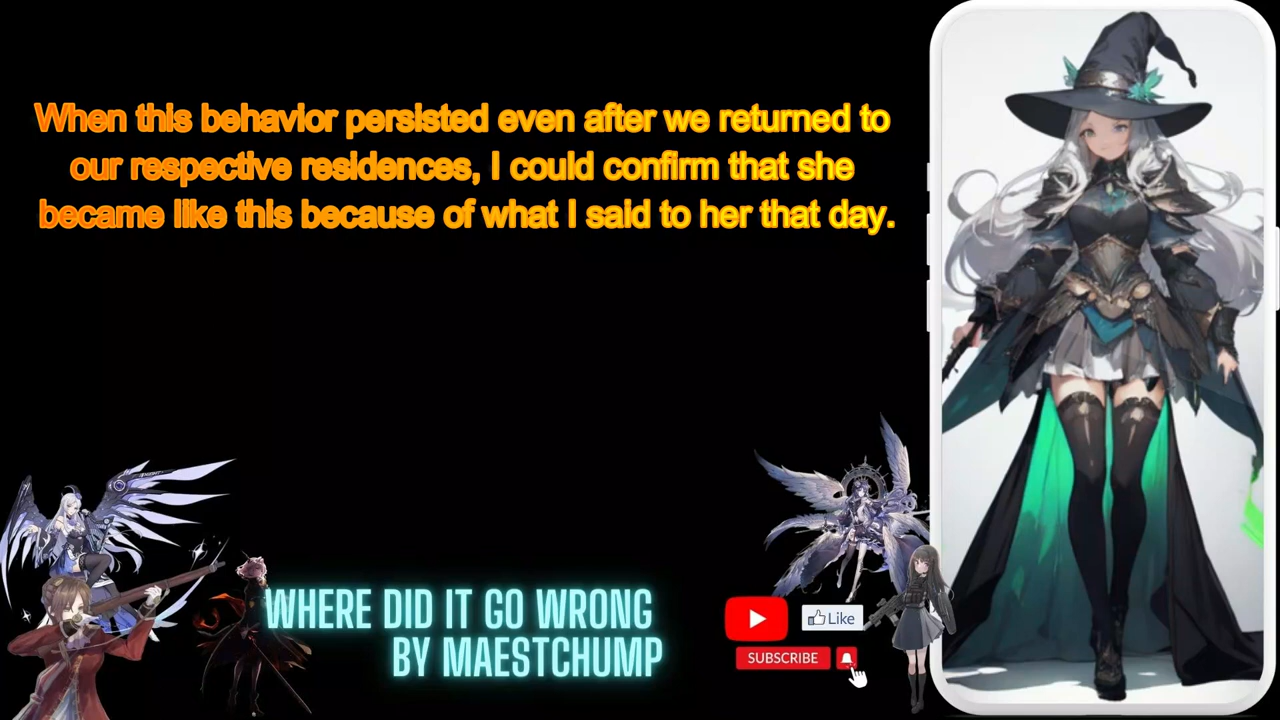 When this behavior persisted even after we returned to
our respective residences, I could confirm that she
became like this because of what I said to her that day.
WHERE DID IT GO WRONG
BY MAESTCHUMP
Like
SUBSCRIBE